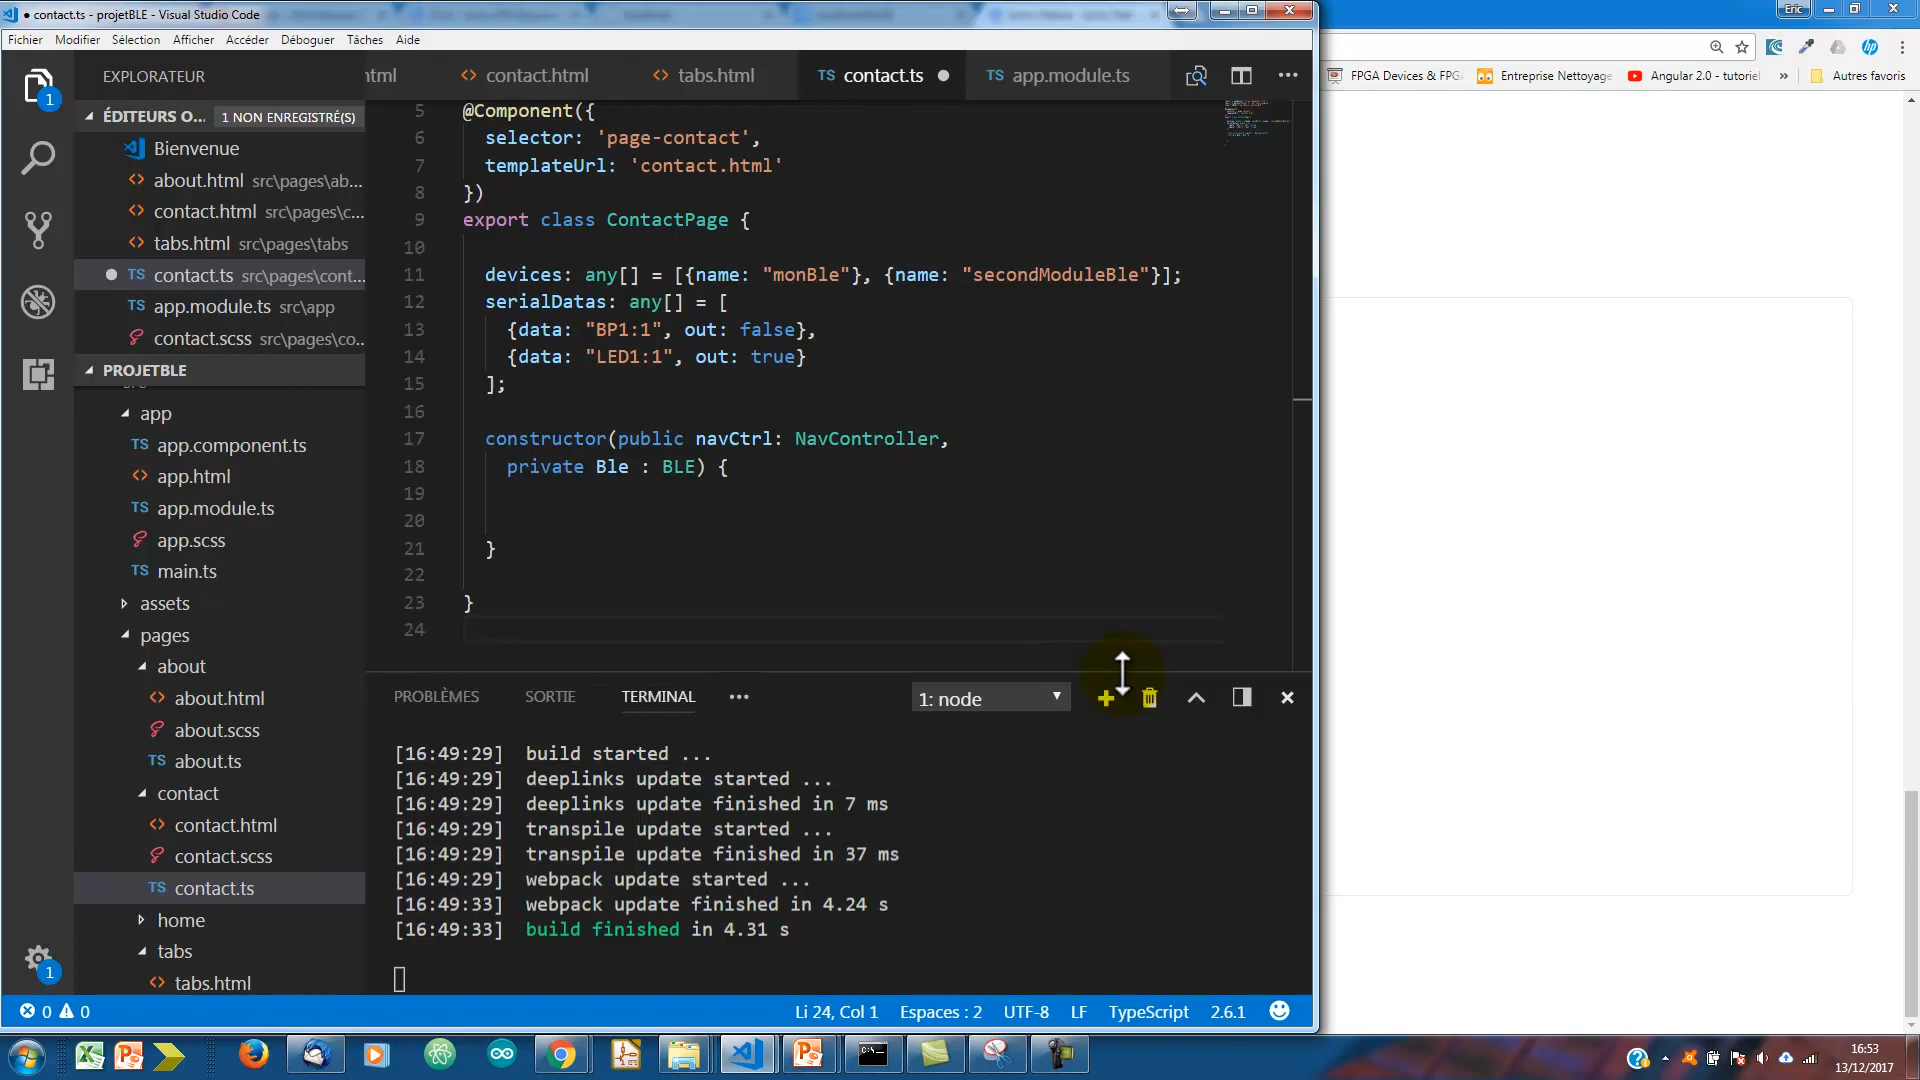 ● contact.ts - projetBLE - Visual Studio Code
Eric
Fichier Modifier Sélection Afficher Accéder Déboguer Tâches Aide
EXPLORATEUR
html contact.html tabs.html TS contact.ts TS app.module.ts
FPGA Devices & FPG Entreprise Nettoyage Angular 2.0 - tutoriel » Autres favoris
1
ÉDITEURS O... 1 NON ENREGISTRÉ(S)
Bienvenue
about.html src\pages\ab...
contact.html src\pages\c...
tabs.html src\pages\tabs
TS contact.ts src\pages\cont...
TS app.module.ts src\app
contact.scss src\pages\co...
PROJETBLE
src
app
TS app.component.ts
app.html
TS app.module.ts
app.scss
TS main.ts
assets
pages
about
about.html
about.scss
TS about.ts
contact
contact.html
contact.scss
TS contact.ts
home
tabs
tabs.html
1
5 @Component({
6 selector: 'page-contact',
7 templateUrl: 'contact.html'
8 })
9 export class ContactPage {
10
11 devices: any[] = [{name: "monBle"}, {name: "secondModuleBle"}];
12 serialDatas: any[] = [
13 {data: "BP1:1", out: false},
14 {data: "LED1:1", out: true}
15 ];
16
17 constructor(public navCtrl: NavController,
18 private Ble : BLE) {
19
20
21 }
22
23 }
24
PROBLÈMES SORTIE TERMINAL ••• 1: node
[16:49:29] build started ...
[16:49:29] deeplinks update started ...
[16:49:29] deeplinks update finished in 7 ms
[16:49:29] transpile update started ...
[16:49:29] transpile update finished in 37 ms
[16:49:29] webpack update started ...
[16:49:33] webpack update finished in 4.24 s
[16:49:33] build finished in 4.31 s
0 0 Li 24, Col 1 Espaces : 2 UTF-8 LF TypeScript 2.6.1
16:53
13/12/2017